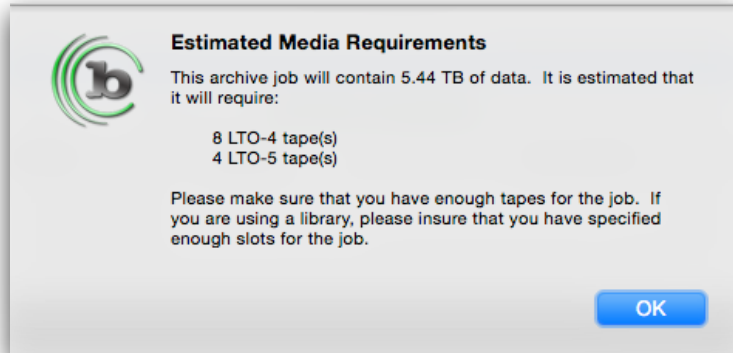 b
Estimated Media Requirements
This archive job will contain 5.44 TB of data. It is estimated that
it will require:
8 LTO-4 tape(s)
4 LTO-5 tape(s)
Please make sure that you have enough tapes for the job. If
you are using a library, please insure that you have specified
enough slots for the job.
OK